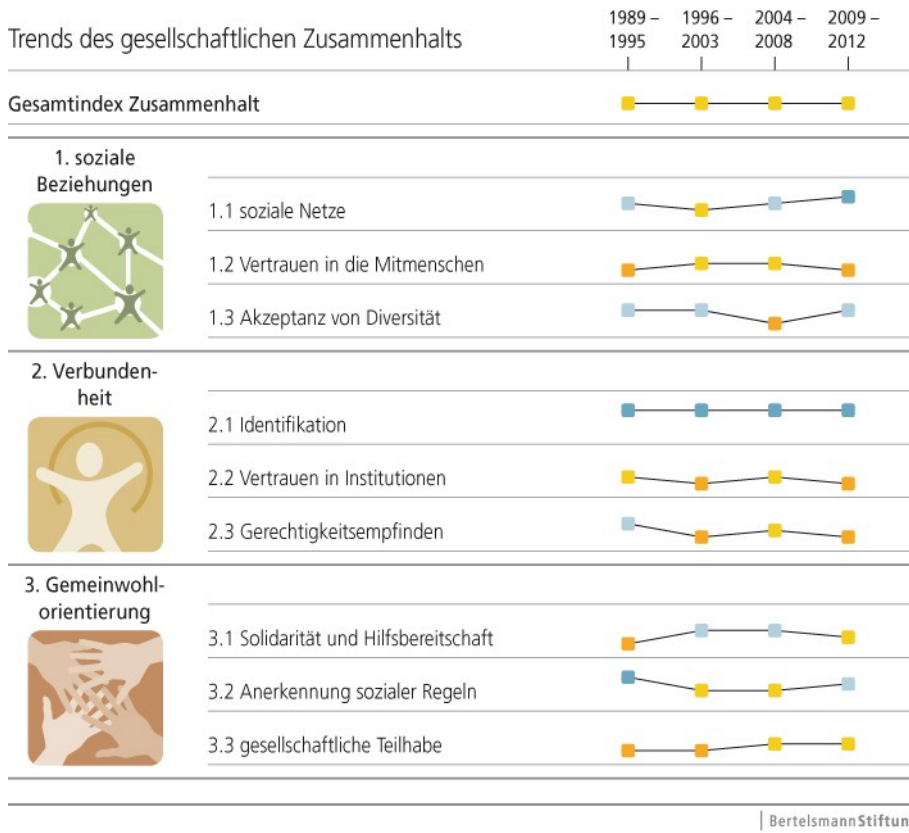 Trends des gesellschaftlichen Zusammenhalts
1989 – 1995
1996 – 2003
2004 – 2008
2009 – 2012
Gesamtindex Zusammenhalt
1. soziale
Beziehungen
1.1 soziale Netze
1.2 Vertrauen in die Mitmenschen
1.3 Akzeptanz von Diversität
2. Verbunden-
heit
2.1 Identifikation
2.2 Vertrauen in Institutionen
2.3 Gerechtigkeitsempfinden
3. Gemeinwohl-
orientierung
3.1 Solidarität und Hilfsbereitschaft
3.2 Anerkennung sozialer Regeln
3.3 gesellschaftliche Teilhabe
BertelsmannStiftun